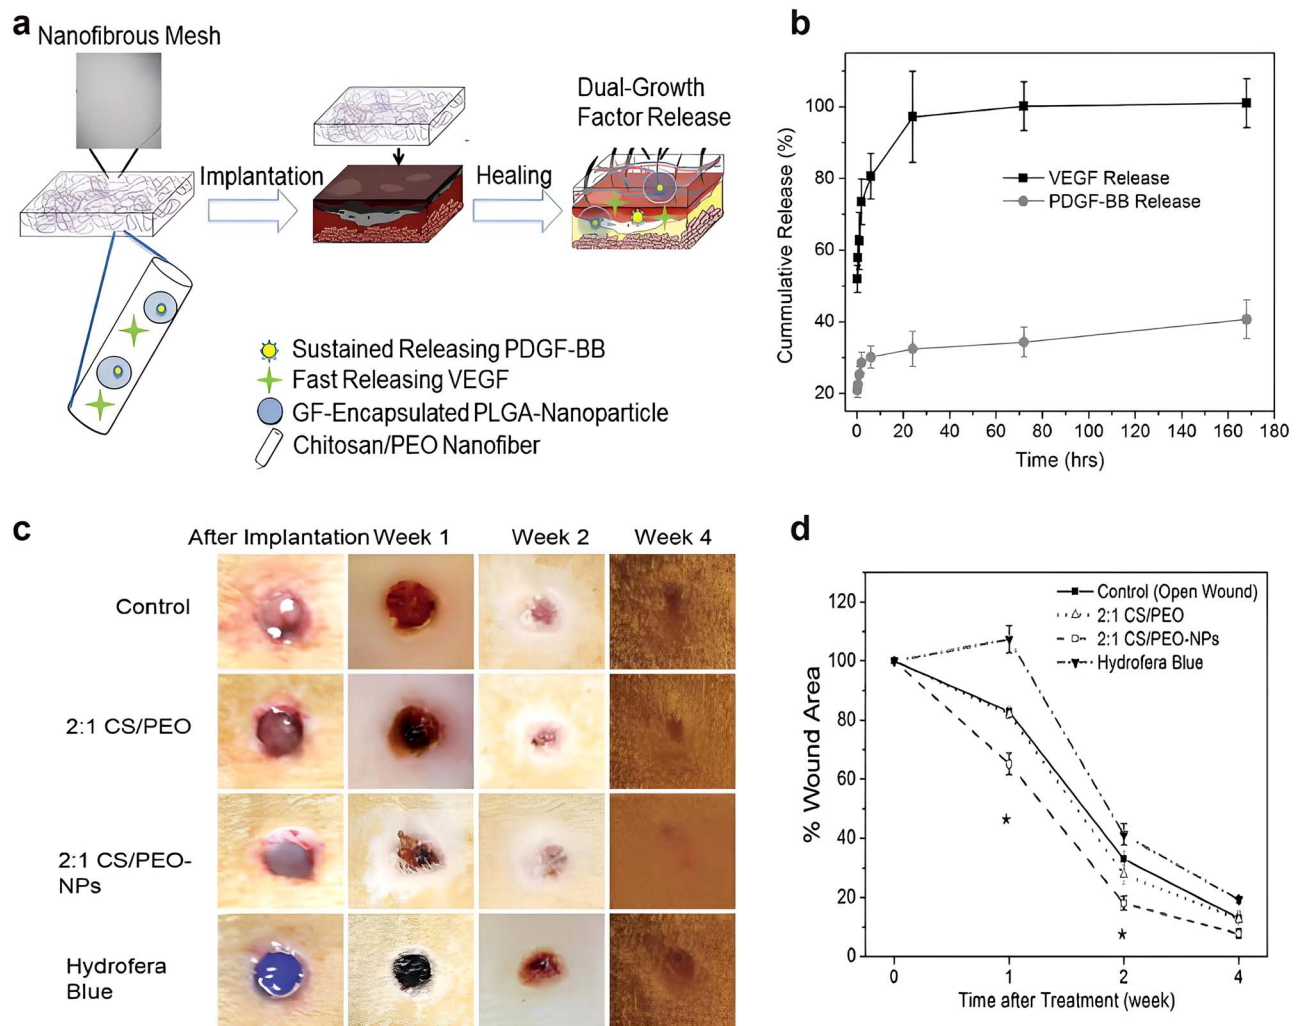 a
Nanofibrous Mesh
Implantation
Healing
Dual-Growth
Factor Release
Sustained Releasing PDGF-BB
Fast Releasing VEGF
GF-Encapsulated PLGA-Nanoparticle
Chitosan/PEO Nanofiber
b
Cummulative Release (%)
100
80
60
40
20
VEGF Release
PDGF-BB Release
0 20 40 60 80 100 120 140 160 180
Time (hrs)
c
After Implantation Week 1 Week 2 Week 4
Control
2:1 CS/PEO
2:1 CS/PEO-
NPs
Hydrofera
Blue
d
% Wound Area
120
100
80
60
40
20
0
Control (Open Wound)
2:1 CS/PEO
2:1 CS/PEO-NPs
Hydrofera Blue
0 1 2 4
Time after Treatment (week)